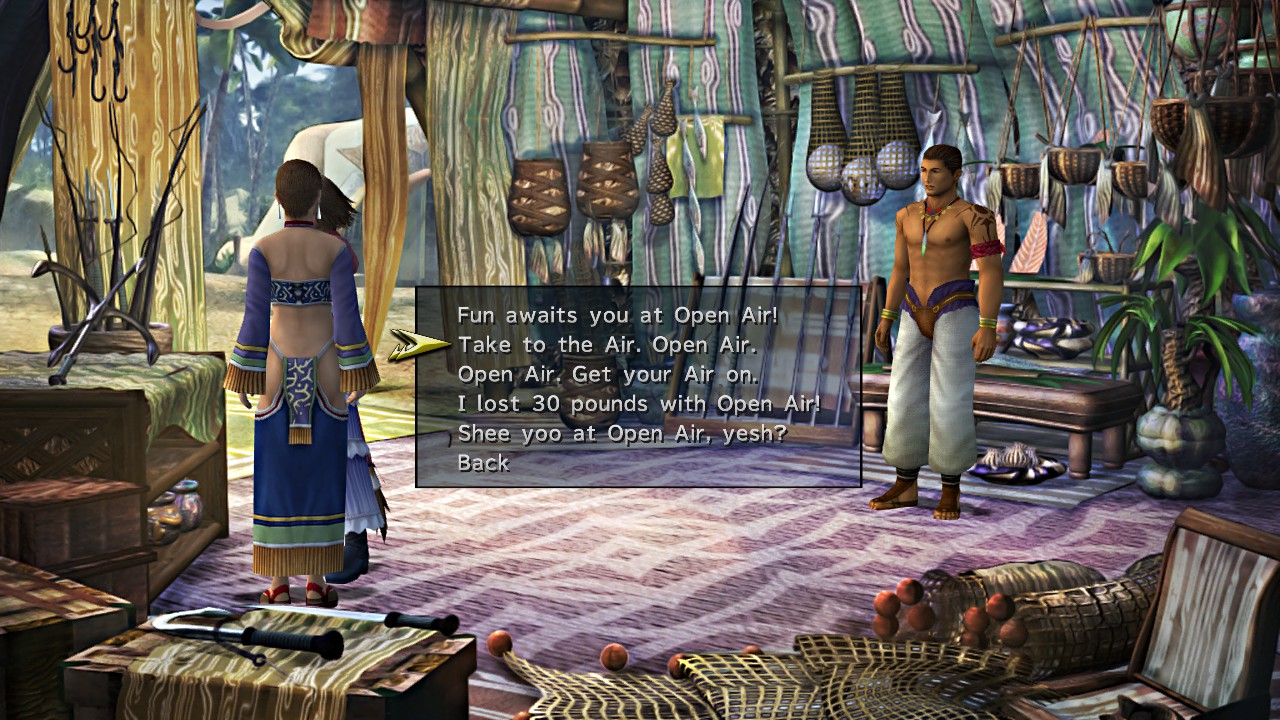 Fun awaits you at Open Air!
Take to the Air. Open Air.
Open Air. Get your Air on.
I lost 30 pounds with Open Air!
Shee yoo at Open Air, yesh?
Back